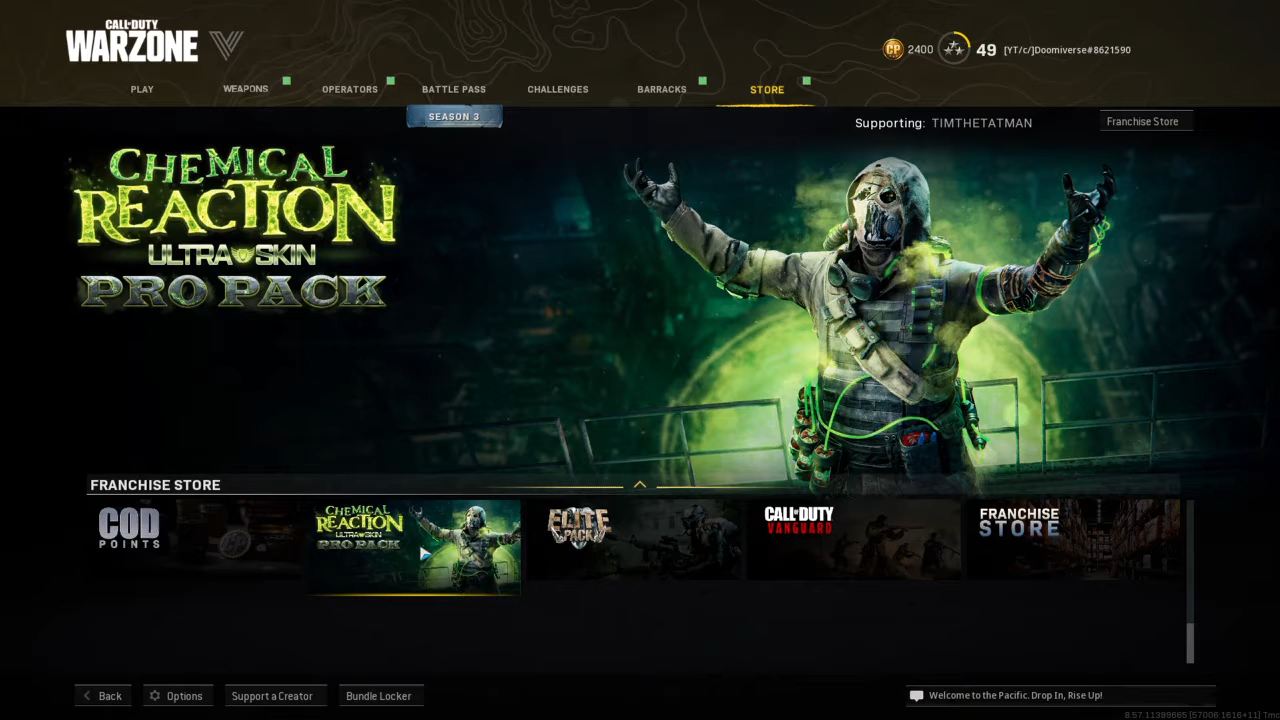 CALL OF DUTY
WARZONE
CP 2400
49 [YT/c/]Doomiverse#8621590
PLAY WEAPONS OPERATORS BATTLE PASS CHALLENGES BARRACKS STORE
SEASON 3
Supporting: TIMTHETATMAN
Franchise Store
CHEMICAL
REACTION
ULTRA SKIN
PRO PACK
FRANCHISE STORE
COD
POINTS
CHEMICAL
REACTION
ULTRA SKIN
PRO PACK
ELITE
PACK
CALL OF DUTY
VANGUARD
FRANCHISE
STORE
Back Options Support a Creator Bundle Locker
Welcome to the Pacific. Drop In, Rise Up!